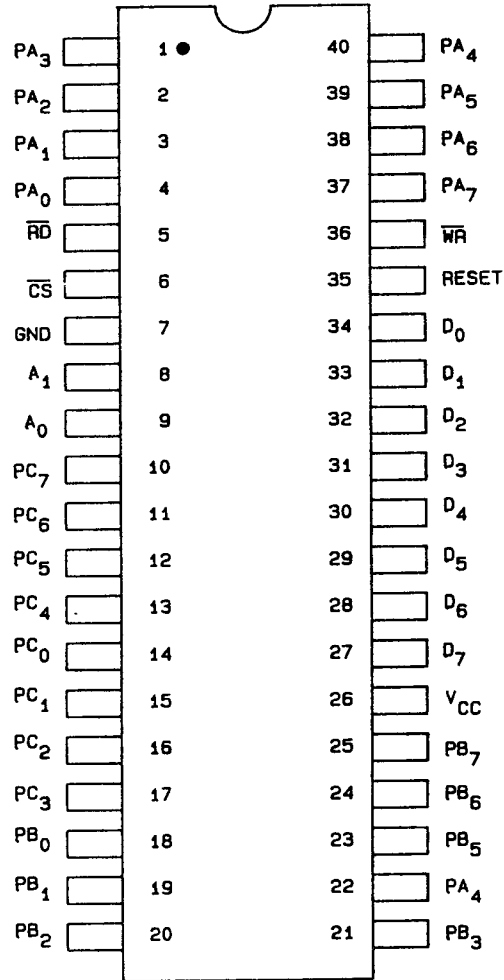 PA3 1 40 PA4
PA2 2 39 PA5
PA1 3 38 PA6
PA0 4 37 PA7
R̅D̅ 5 36 W̅R̅
C̅S̅ 6 35 RESET
GND 7 34 D0
A1 8 33 D1
A0 9 32 D2
PC7 10 31 D3
PC6 11 30 D4
PC5 12 29 D5
PC4 13 28 D6
PC0 14 27 D7
PC1 15 26 VCC
PC2 16 25 PB7
PC3 17 24 PB6
PB0 18 23 PB5
PB1 19 22 PA4
PB2 20 21 PB3